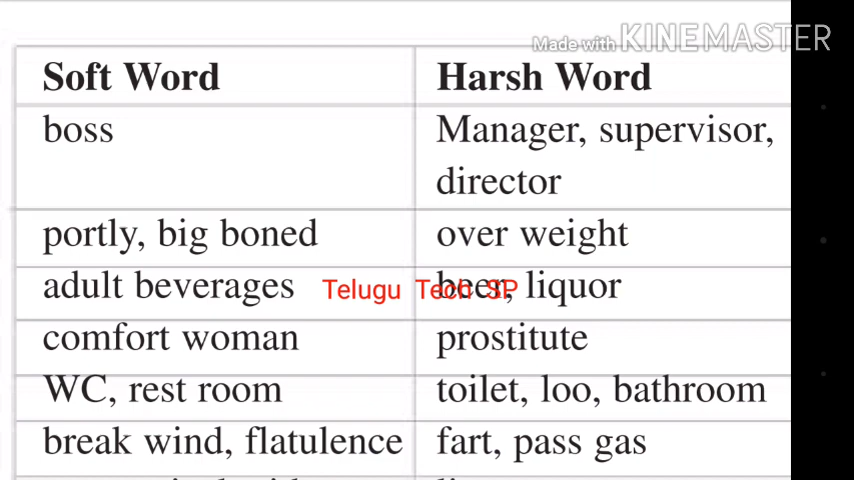 Made with KINEMASTER
Soft Word Harsh Word
boss Manager, supervisor,
director
portly, big boned over weight
adult beverages beer, liquor
Telugu Tech SP
comfort woman prostitute
WC, rest room toilet, loo, bathroom
break wind, flatulence fart, pass gas